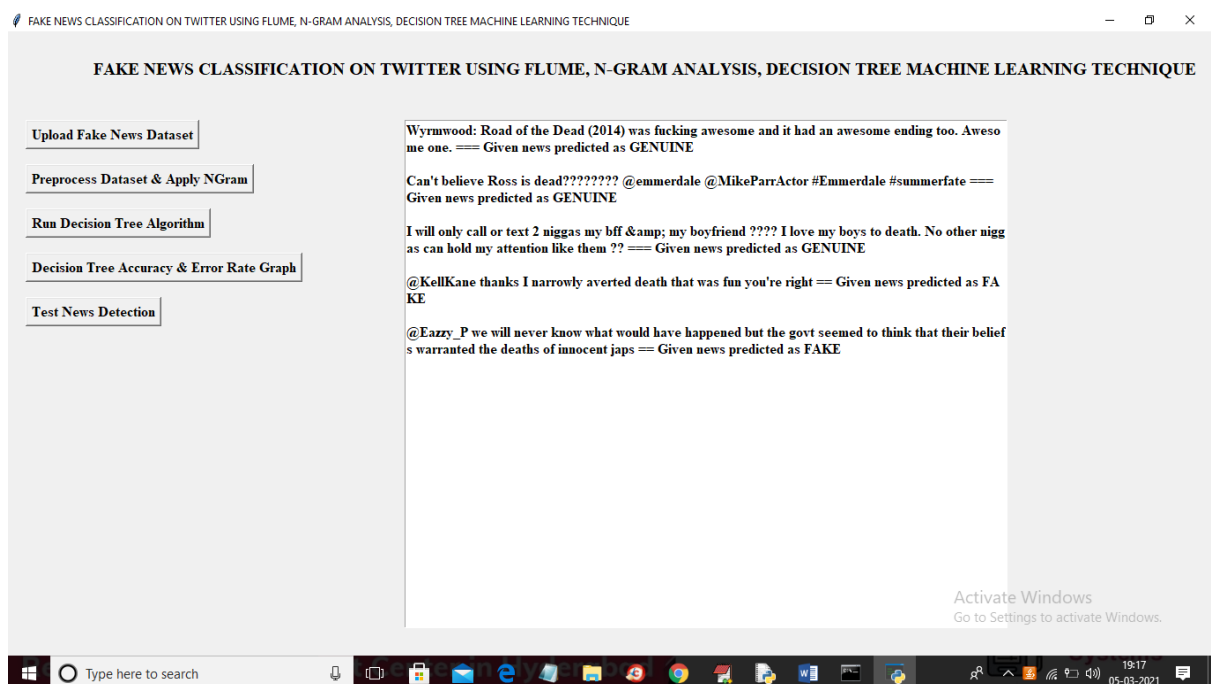 FAKE NEWS CLASSIFICATION ON TWITTER USING FLUME, N-GRAM ANALYSIS, DECISION TREE MACHINE LEARNING TECHNIQUE
FAKE NEWS CLASSIFICATION ON TWITTER USING FLUME, N-GRAM ANALYSIS, DECISION TREE MACHINE LEARNING TECHNIQUE
Upload Fake News Dataset
Preprocess Dataset & Apply NGram
Run Decision Tree Algorithm
Decision Tree Accuracy & Error Rate Graph
Test News Detection
Wyrmwood: Road of the Dead (2014) was fucking awesome and it had an awesome ending too. Aweso
me one. === Given news predicted as GENUINE
Can't believe Ross is dead???????? @emmerdale @MikeParrActor #Emmerdale #summerfate ===
Given news predicted as GENUINE
I will only call or text 2 niggas my bff &amp; my boyfriend ???? I love my boys to death. No other nigg
as can hold my attention like them ?? === Given news predicted as GENUINE
@KellKane thanks I narrowly averted death that was fun you're right == Given news predicted as FA
KE
@Eazzy_P we will never know what would have happened but the govt seemed to think that their belief
s warranted the deaths of innocent japs == Given news predicted as FAKE
Activate Windows
Go to Settings to activate Windows.
Type here to search
19:17
05-03-2021